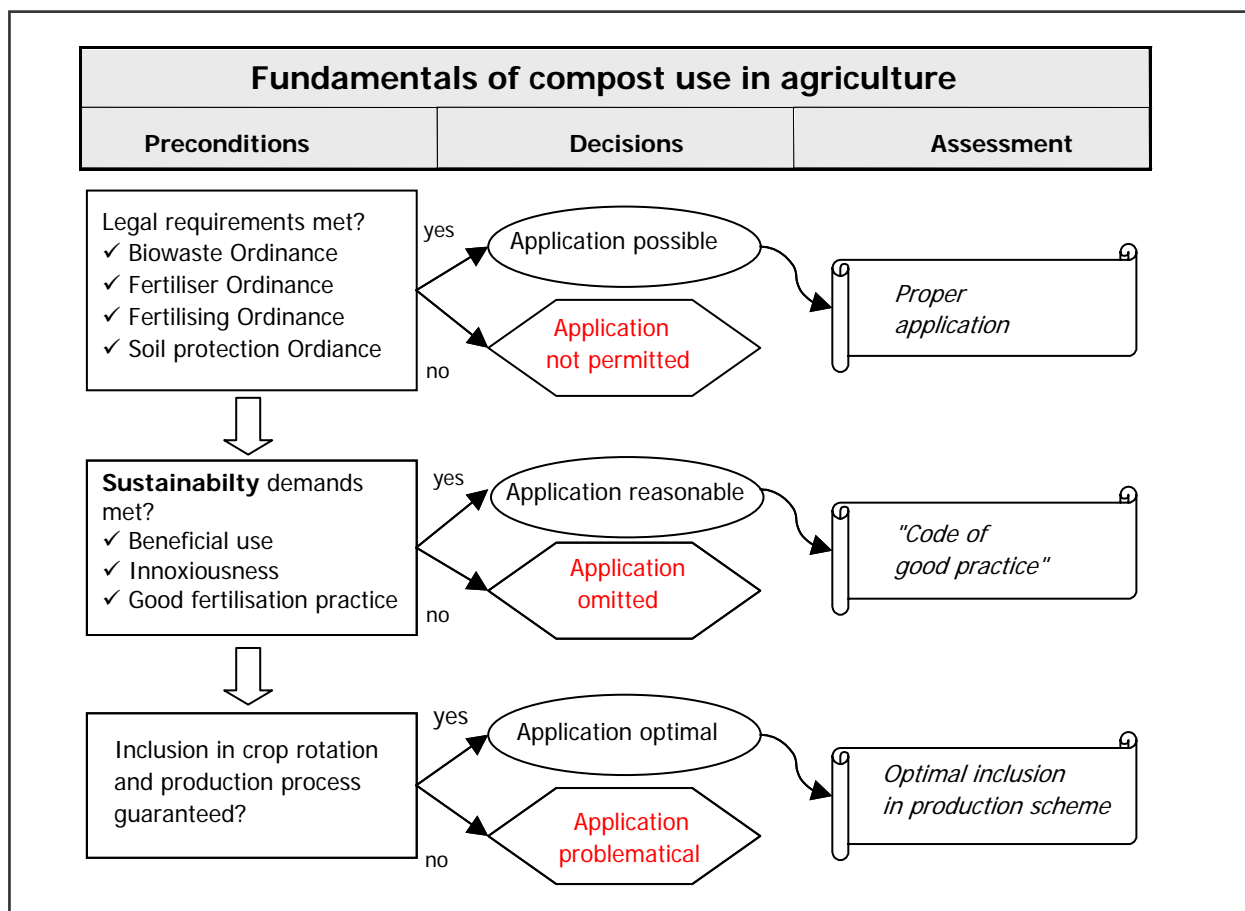 Fundamentals of compost use in agriculture
Preconditions
Decisions
Assessment
Legal requirements met?
✓ Biowaste Ordinance
✓ Fertiliser Ordinance
✓ Fertilising Ordinance
✓ Soil protection Ordiance
yes
no
Application possible
Application
not permitted
Proper
application
Sustainabilty demands
met?
✓ Beneficial use
✓ Innoxiousness
✓ Good fertilisation practice
yes
no
Application reasonable
Application
omitted
"Code of
good practice"
Inclusion in crop rotation
and production process
guaranteed?
yes
no
Application optimal
Application
problematical
Optimal inclusion
in production scheme